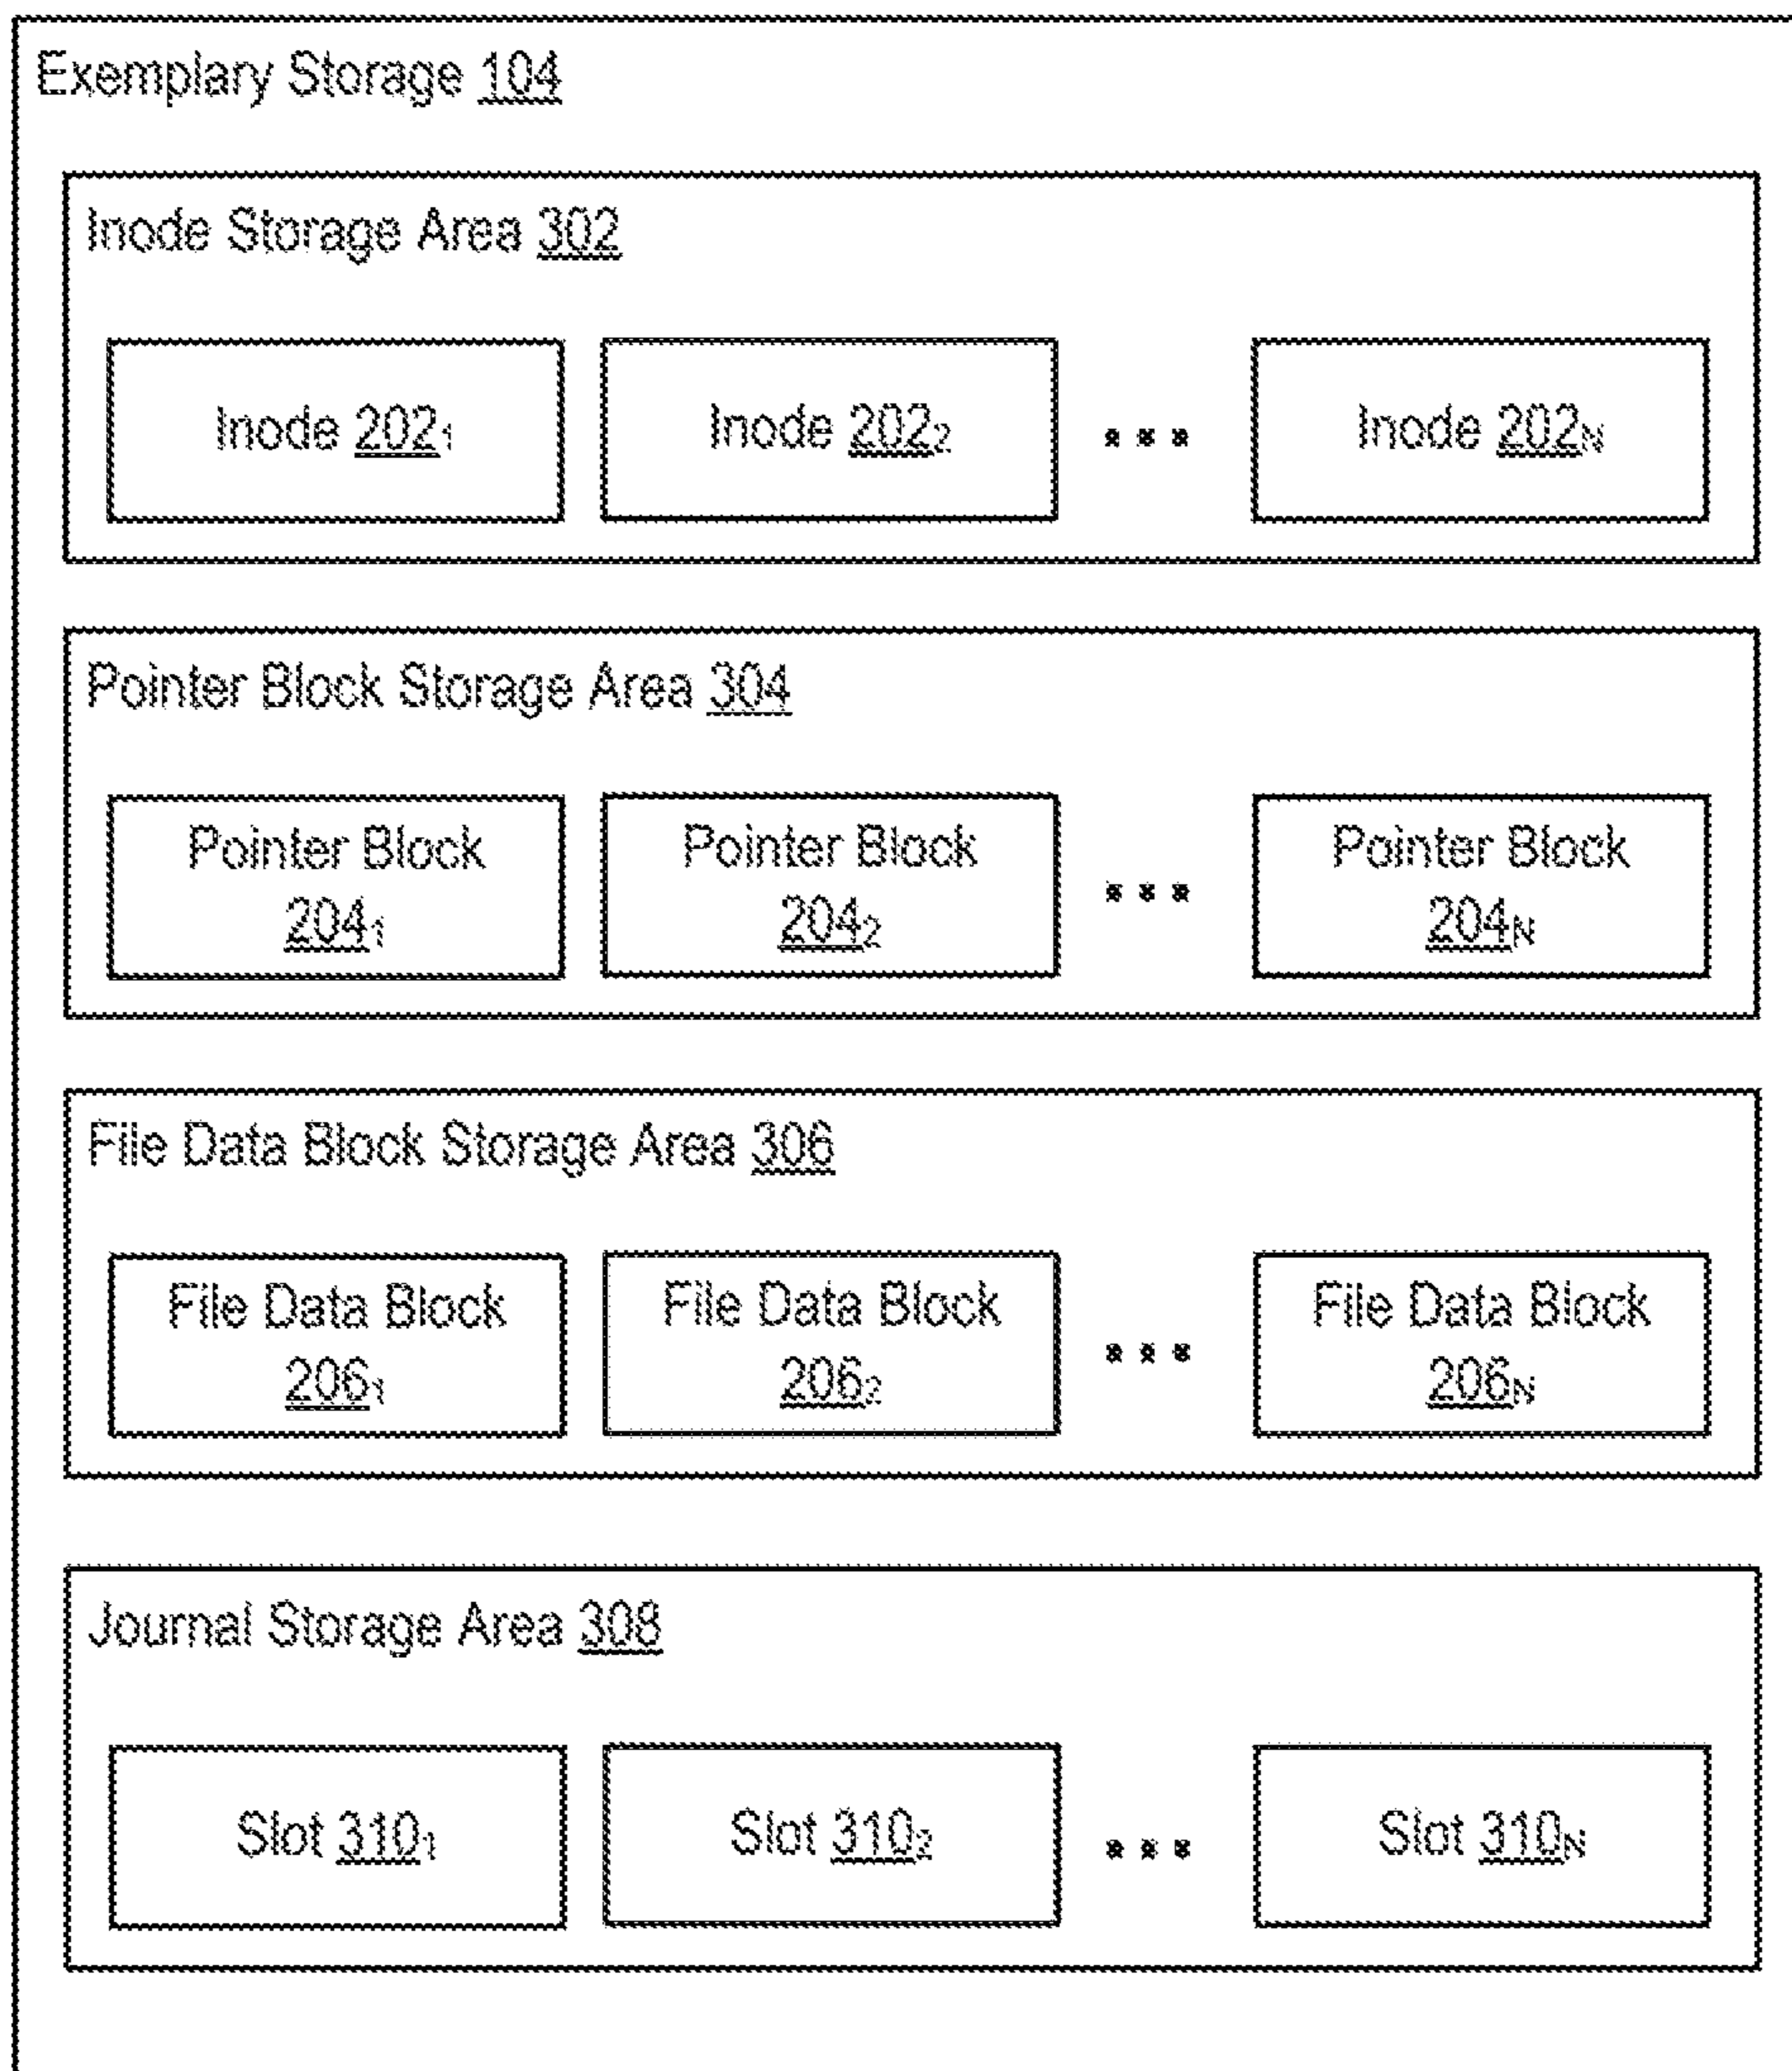 Exemplary Storage 104
Inode Storage Area 302
Inode 202₁ Inode 202₂ ... Inode 202N
Pointer Block Storage Area 304
Pointer Block Pointer Block ... Pointer Block
204₁ 204₂ 204N
File Data Block Storage Area 306
File Data Block File Data Block ... File Data Block
206₁ 206₂ 206N
Journal Storage Area 308
Slot 310₁ Slot 310₂ ... Slot 310N